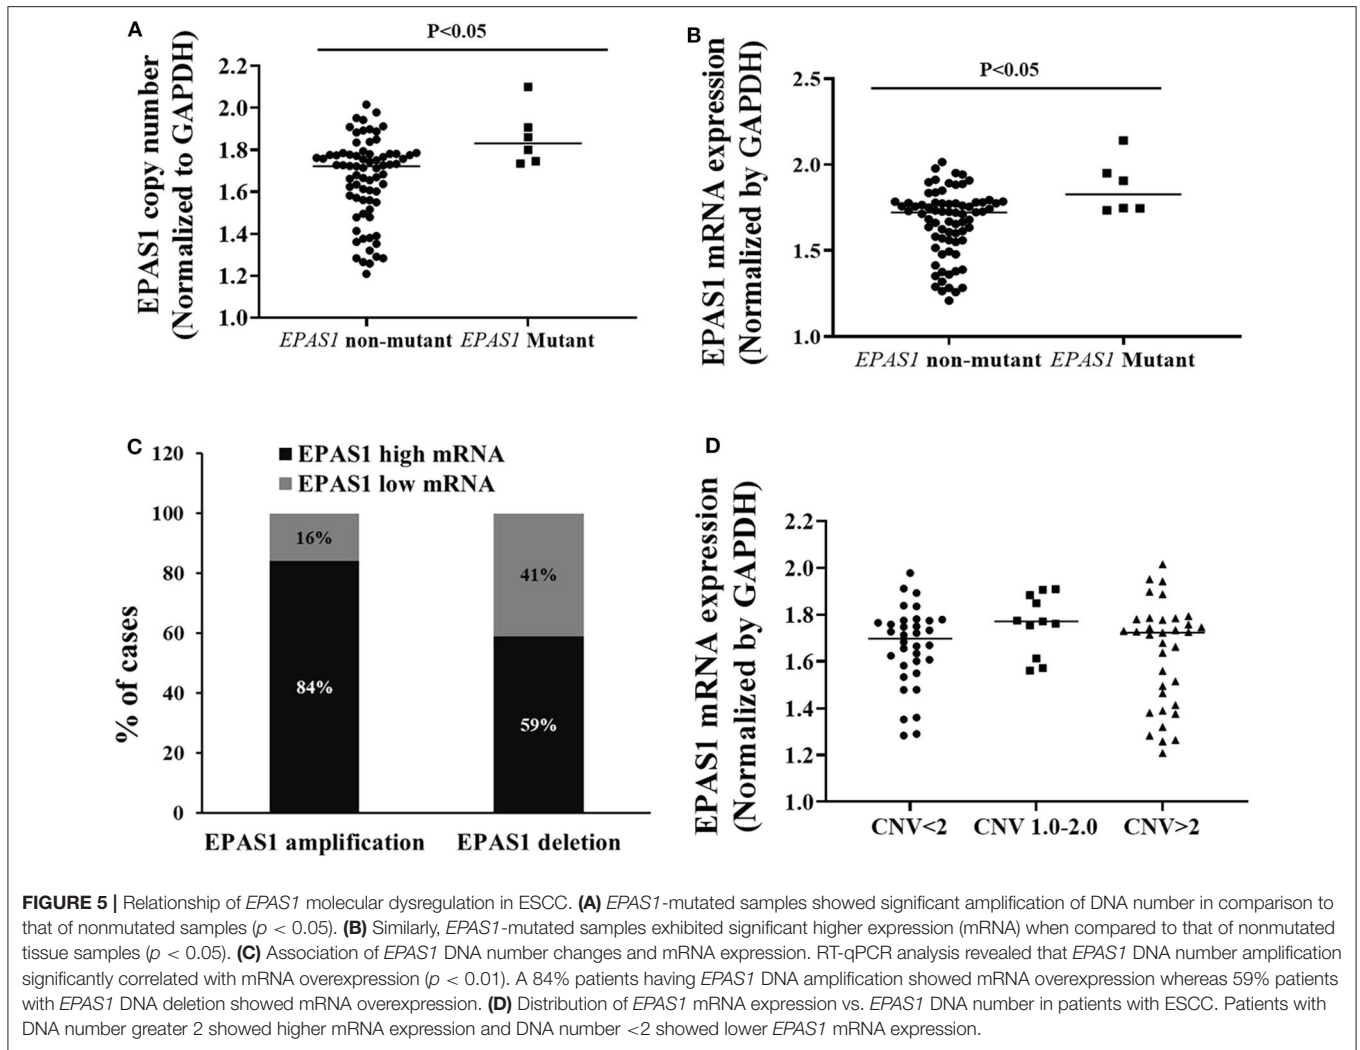 A
P<0.05
EPAS1 copy number
(Normalized to GAPDH)
2.2
2.0
1.8
1.6
1.4
1.2
1.0
EPAS1 non-mutant EPAS1 Mutant
B
P<0.05
EPAS1 mRNA expression
(Normalized by GAPDH)
2.5
2.0
1.5
1.0
EPAS1 non-mutant EPAS1 Mutant
C
EPAS1 high mRNA
EPAS1 low mRNA
% of cases
120
100
80
60
40
20
0
16%
84%
41%
59%
EPAS1 amplification EPAS1 deletion
D
EPAS1 mRNA expression
(Normalized by GAPDH)
2.2
2.0
1.8
1.6
1.4
1.2
1.0
CNV<2 CNV 1.0-2.0 CNV>2
FIGURE 5 | Relationship of EPAS1 molecular dysregulation in ESCC. (A) EPAS1-mutated samples showed significant amplification of DNA number in comparison to
that of nonmutated samples (p < 0.05). (B) Similarly, EPAS1-mutated samples exhibited significant higher expression (mRNA) when compared to that of nonmutated
tissue samples (p < 0.05). (C) Association of EPAS1 DNA number changes and mRNA expression. RT-qPCR analysis revealed that EPAS1 DNA number amplification
significantly correlated with mRNA overexpression (p < 0.01). A 84% patients having EPAS1 DNA amplification showed mRNA overexpression whereas 59% patients
with EPAS1 DNA deletion showed mRNA overexpression. (D) Distribution of EPAS1 mRNA expression vs. EPAS1 DNA number in patients with ESCC. Patients with
DNA number greater 2 showed higher mRNA expression and DNA number <2 showed lower EPAS1 mRNA expression.